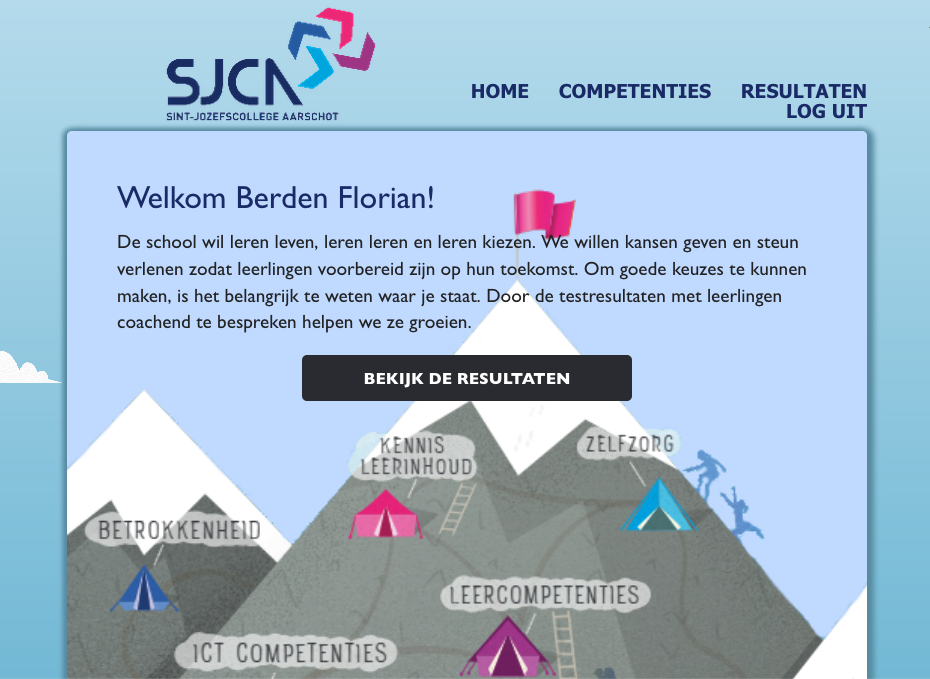 SJCA
SINT-JOZEFSCOLLEGE AARSCHOT
HOME COMPETENTIES RESULTATEN
LOG UIT
Welkom Berden Florian!
De school wil leren leven, leren leren en leren kiezen. We willen kansen geven en steun
verlenen zodat leerlingen voorbereid zijn op hun toekomst. Om goede keuzes te kunnen
maken, is het belangrijk te weten waar je staat. Door de testresultaten met leerlingen
coachend te bespreken helpen we ze groeien.
BEKIJK DE RESULTATEN
KENNIS
LEERINHOUD
ZELFZORG
BETROKKENHEID
LEERCOMPETENTIES
ICT COMPETENTIES